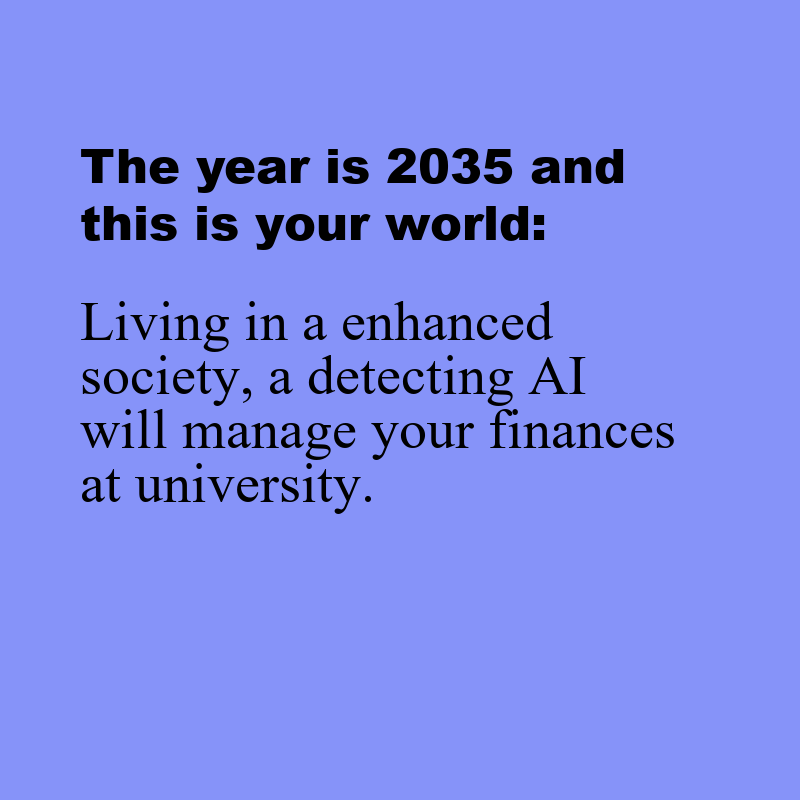 The year is 2035 and
this is your world:
Living in a enhanced
society, a detecting AI
will manage your finances
at university.